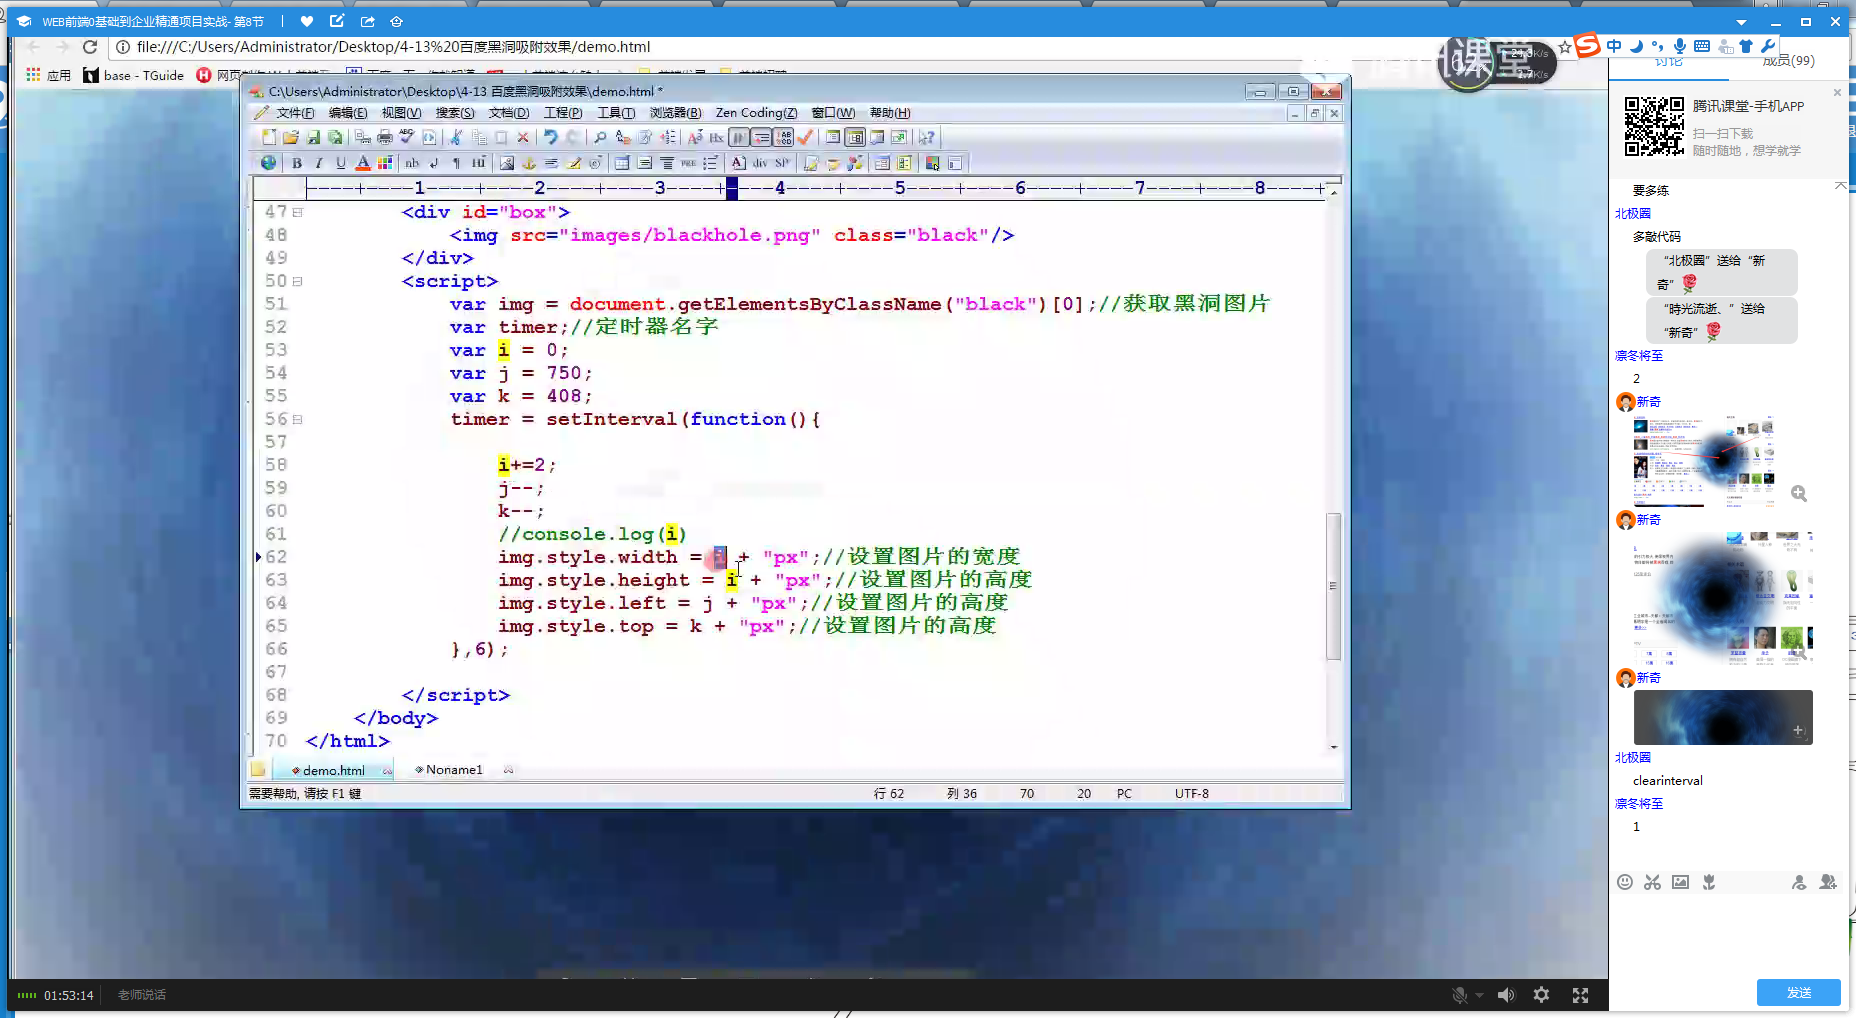 WEB前端0基础到企业精通项目实战- 第8节
file:///C:/Users/Administrator/Desktop/4-13%20百度黑洞吸附效果/demo.html
应用
base - TGuide
课堂
中
讨论
成员(99)
C:\Users\Administrator\Desktop\4-13 百度黑洞吸附效果\demo.html *
文件(F) 编辑(E) 视图(V) 搜索(S) 文档(D) 工程(P) 工具(T) 浏览器(B) Zen Coding(Z) 窗口(W) 帮助(H)
----+----1----+----2----+----3----+----4----+----5----+----6----+----7----+----8----+
47 <div id="box">
48 <img src="images/blackhole.png" class="black"/>
49 </div>
50 <script>
51 var img = document.getElementsByClassName("black")[0];//获取黑洞图片
52 var timer;//定时器名字
53 var i = 0;
54 var j = 750;
55 var k = 408;
56 timer = setInterval(function(){
57
58 i+=2;
59 j--;
60 k--;
61 //console.log(i)
62 img.style.width = i + "px";//设置图片的宽度
63 img.style.height = i + "px";//设置图片的高度
64 img.style.left = j + "px";//设置图片的高度
65 img.style.top = k + "px";//设置图片的高度
66 },6);
67
68 </script>
69 </body>
70 </html>
demo.html
Noname1
需要帮助, 请按 F1 键
行 62 列 36 70 20 PC UTF-8
腾讯课堂-手机APP
扫一扫下载
随时随地，想学就学
要多练
北极圈
多敲代码
“北极圈”送给“新
奇”
“時光流逝、”送给
“新奇”
凛冬将至
2
新奇
新奇
新奇
北极圈
clearinterval
凛冬将至
1
发送
01:53:14
老师说话